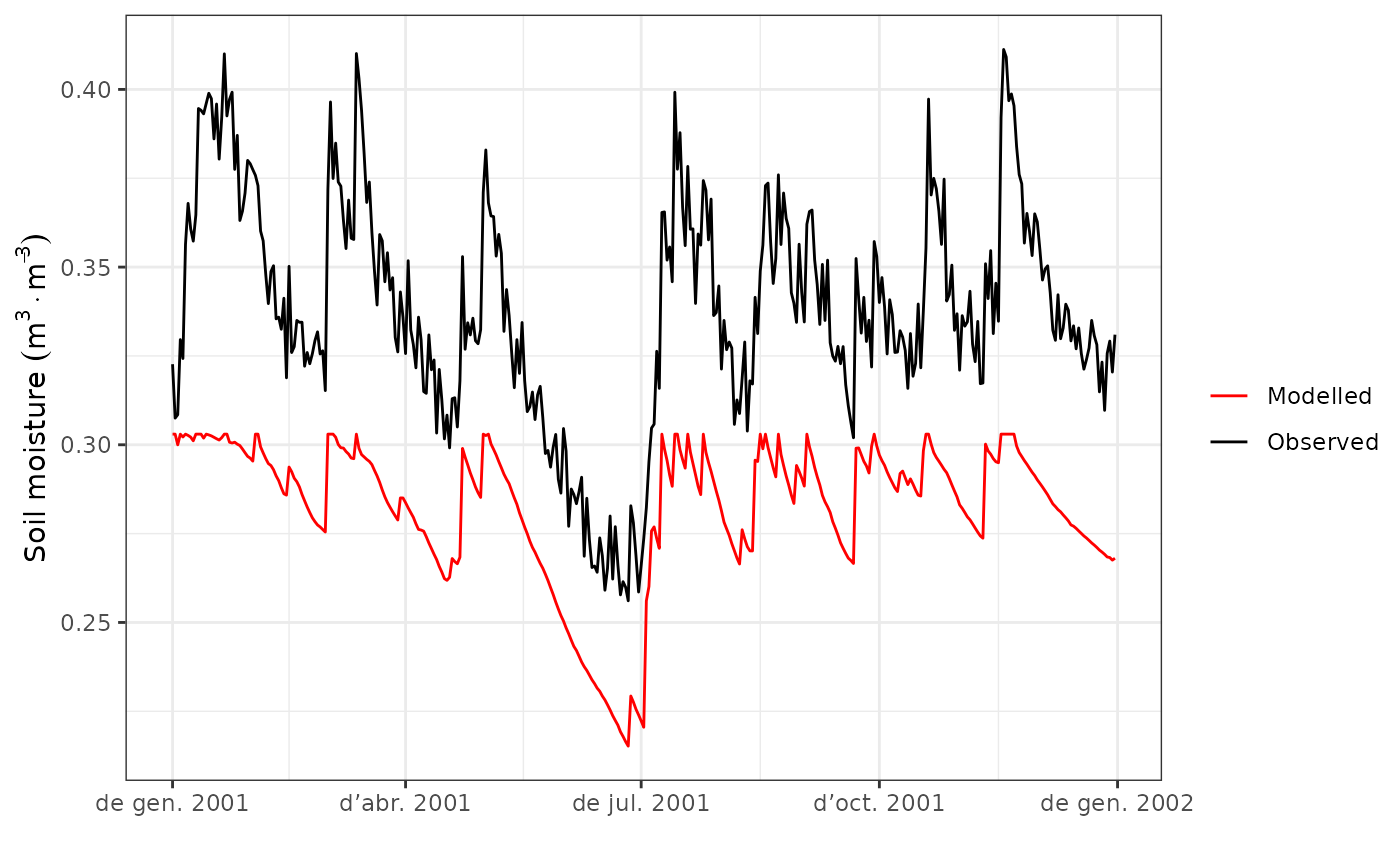 Soil moisture (m³ · m⁻³)
0.40
0.35
0.30
0.25
de gen. 2001
d’abr. 2001
de jul. 2001
d’oct. 2001
de gen. 2002
Modelled
Observed